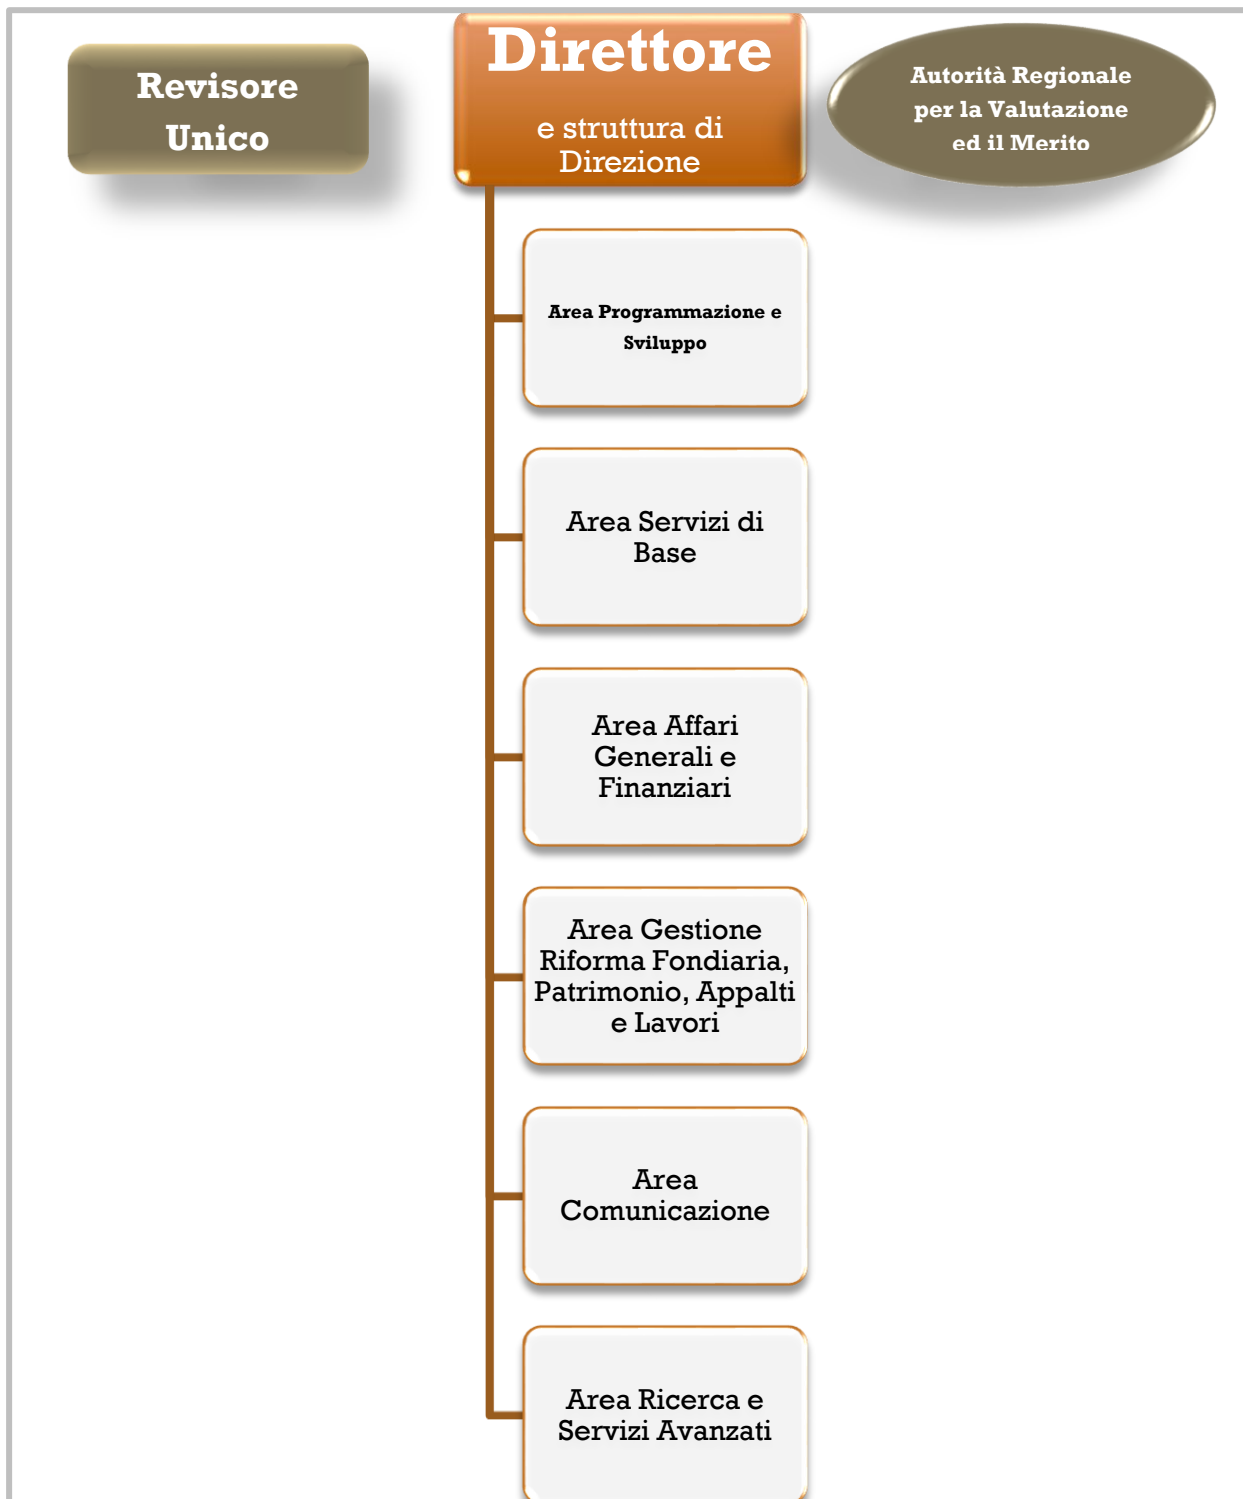 Revisore
Unico
Direttore
e struttura di
Direzione
Autorità Regionale
per la Valutazione
ed il Merito
Area Programmazione e
Sviluppo
Area Servizi di
Base
Area Affari
Generali e
Finanziari
Area Gestione
Riforma Fondiaria,
Patrimonio, Appalti
e Lavori
Area
Comunicazione
Area Ricerca e
Servizi Avanzati